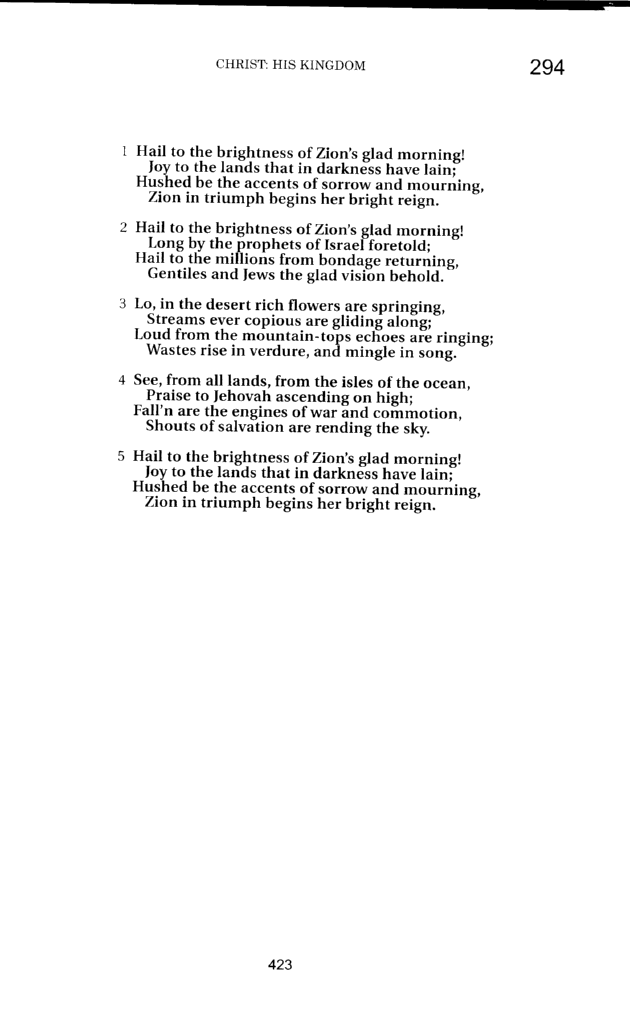 CHRIST: HIS KINGDOM 294
1 Hail to the brightness of Zion's glad morning!
Joy to the lands that in darkness have lain;
Hushed be the accents of sorrow and mourning,
Zion in triumph begins her bright reign.
2 Hail to the brightness of Zion's glad morning!
Long by the prophets of Israel foretold;
Hail to the millions from bondage returning,
Gentiles and Jews the glad vision behold.
3 Lo, in the desert rich flowers are springing,
Streams ever copious are gliding along;
Loud from the mountain-tops echoes are ringing;
Wastes rise in verdure, and mingle in song.
4 See, from all lands, from the isles of the ocean,
Praise to Jehovah ascending on high;
Fall'n are the engines of war and commotion,
Shouts of salvation are rending the sky.
5 Hail to the brightness of Zion's glad morning!
Joy to the lands that in darkness have lain;
Hushed be the accents of sorrow and mourning,
Zion in triumph begins her bright reign.
423